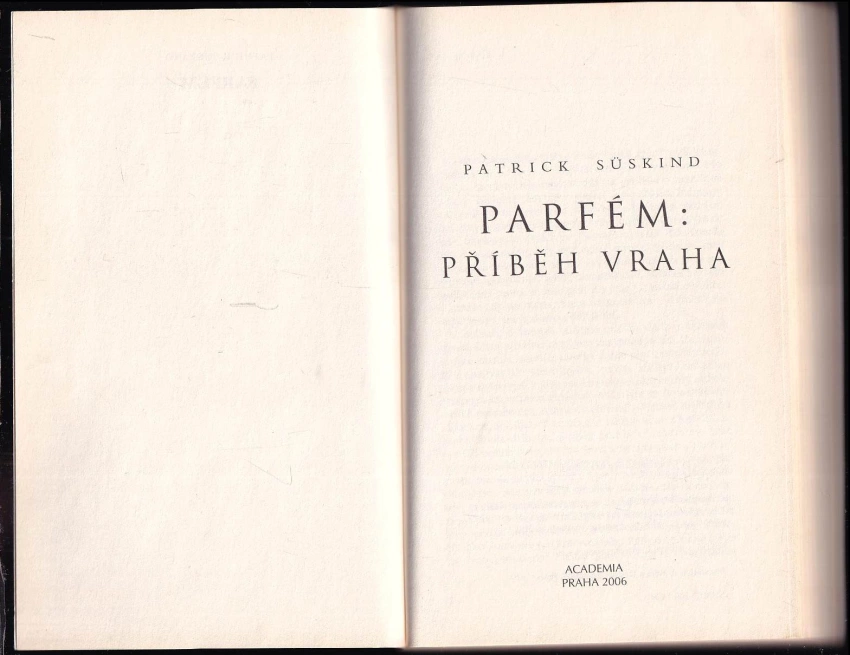 PATRICK SÜSKIND
PARFÉM:
PŘÍBĚH VRAHA
ACADEMIA
PRAHA 2006